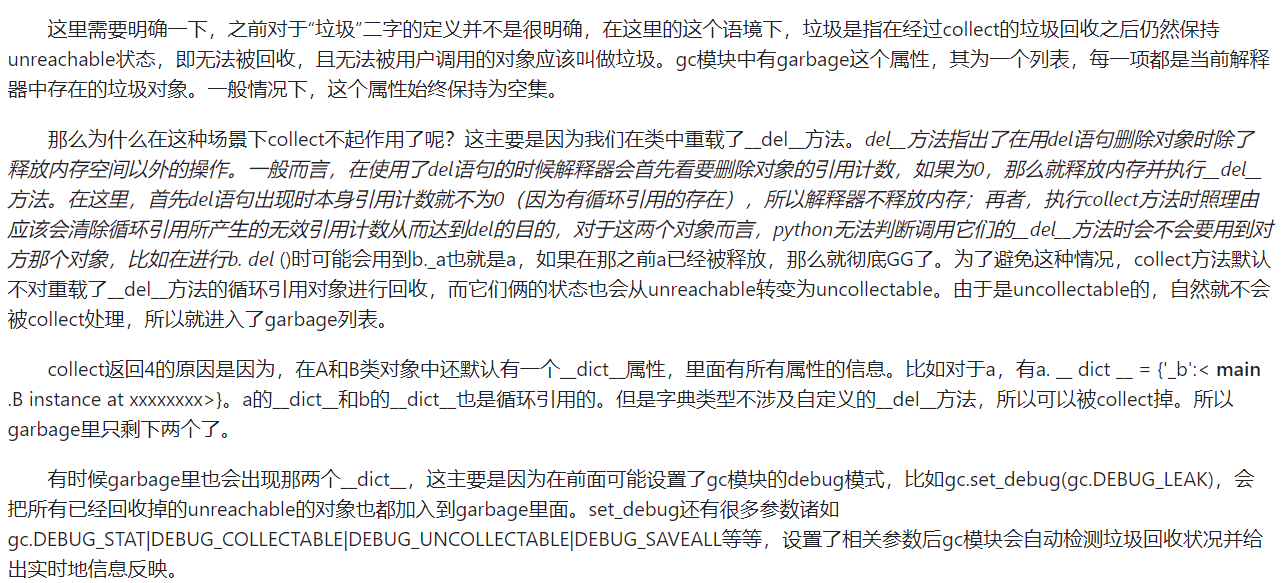 这里需要明确一下，之前对于“垃圾”二字的定义并不是很明确，在这里的这个语境下，垃圾是指在经过collect的垃圾回收之后仍然保持
unreachable状态，即无法被回收，且无法被用户调用的对象应该叫做垃圾。gc模块中有garbage这个属性，其为一个列表，每一项都是当前解释
器中存在的垃圾对象。一般情况下，这个属性始终保持为空集。
那么为什么在这种场景下collect不起作用了呢？这主要是因为我们在类中重载了__del__方法。del__方法指出了在用del语句删除对象时除了
释放内存空间以外的操作。一般而言，在使用了del语句的时候解释器会首先看要删除对象的引用计数，如果为0，那么就释放内存并执行__del__
方法。在这里，首先del语句出现时本身引用计数就不为0（因为有循环引用的存在），所以解释器不释放内存；再者，执行collect方法时照理由
应该会清除循环引用所产生的无效引用计数从而达到del的目的，对于这两个对象而言，python无法判断调用它们的__del__方法时会不会要用到对
方那个对象，比如在进行b. del ()时可能会用到b._a也就是a，如果在那之前a已经被释放，那么就彻底GG了。为了避免这种情况，collect方法默认
不对重载了__del__方法的循环引用对象进行回收，而它们俩的状态也会从unreachable转变为uncollectable。由于是uncollectable的，自然就不会
被collect处理，所以就进入了garbage列表。
collect返回4的原因是因为，在A和B类对象中还默认有一个__dict__属性，里面有所有属性的信息。比如对于a，有a. __ dict __ = {'_b':< main
.B instance at xxxxxxxx>}。a的__dict__和b的__dict__也是循环引用的。但是字典类型不涉及自定义的__del__方法，所以可以被collect掉。所以
garbage里只剩下两个了。
有时候garbage里也会出现那两个__dict__，这主要是因为在前面可能设置了gc模块的debug模式，比如gc.set_debug(gc.DEBUG_LEAK)，会
把所有已经回收掉的unreachable的对象也都加入到garbage里面。set_debug还有很多参数诸如
gc.DEBUG_STAT|DEBUG_COLLECTABLE|DEBUG_UNCOLLECTABLE|DEBUG_SAVEALL等等，设置了相关参数后gc模块会自动检测垃圾回收状况并给
出实时地信息反映。